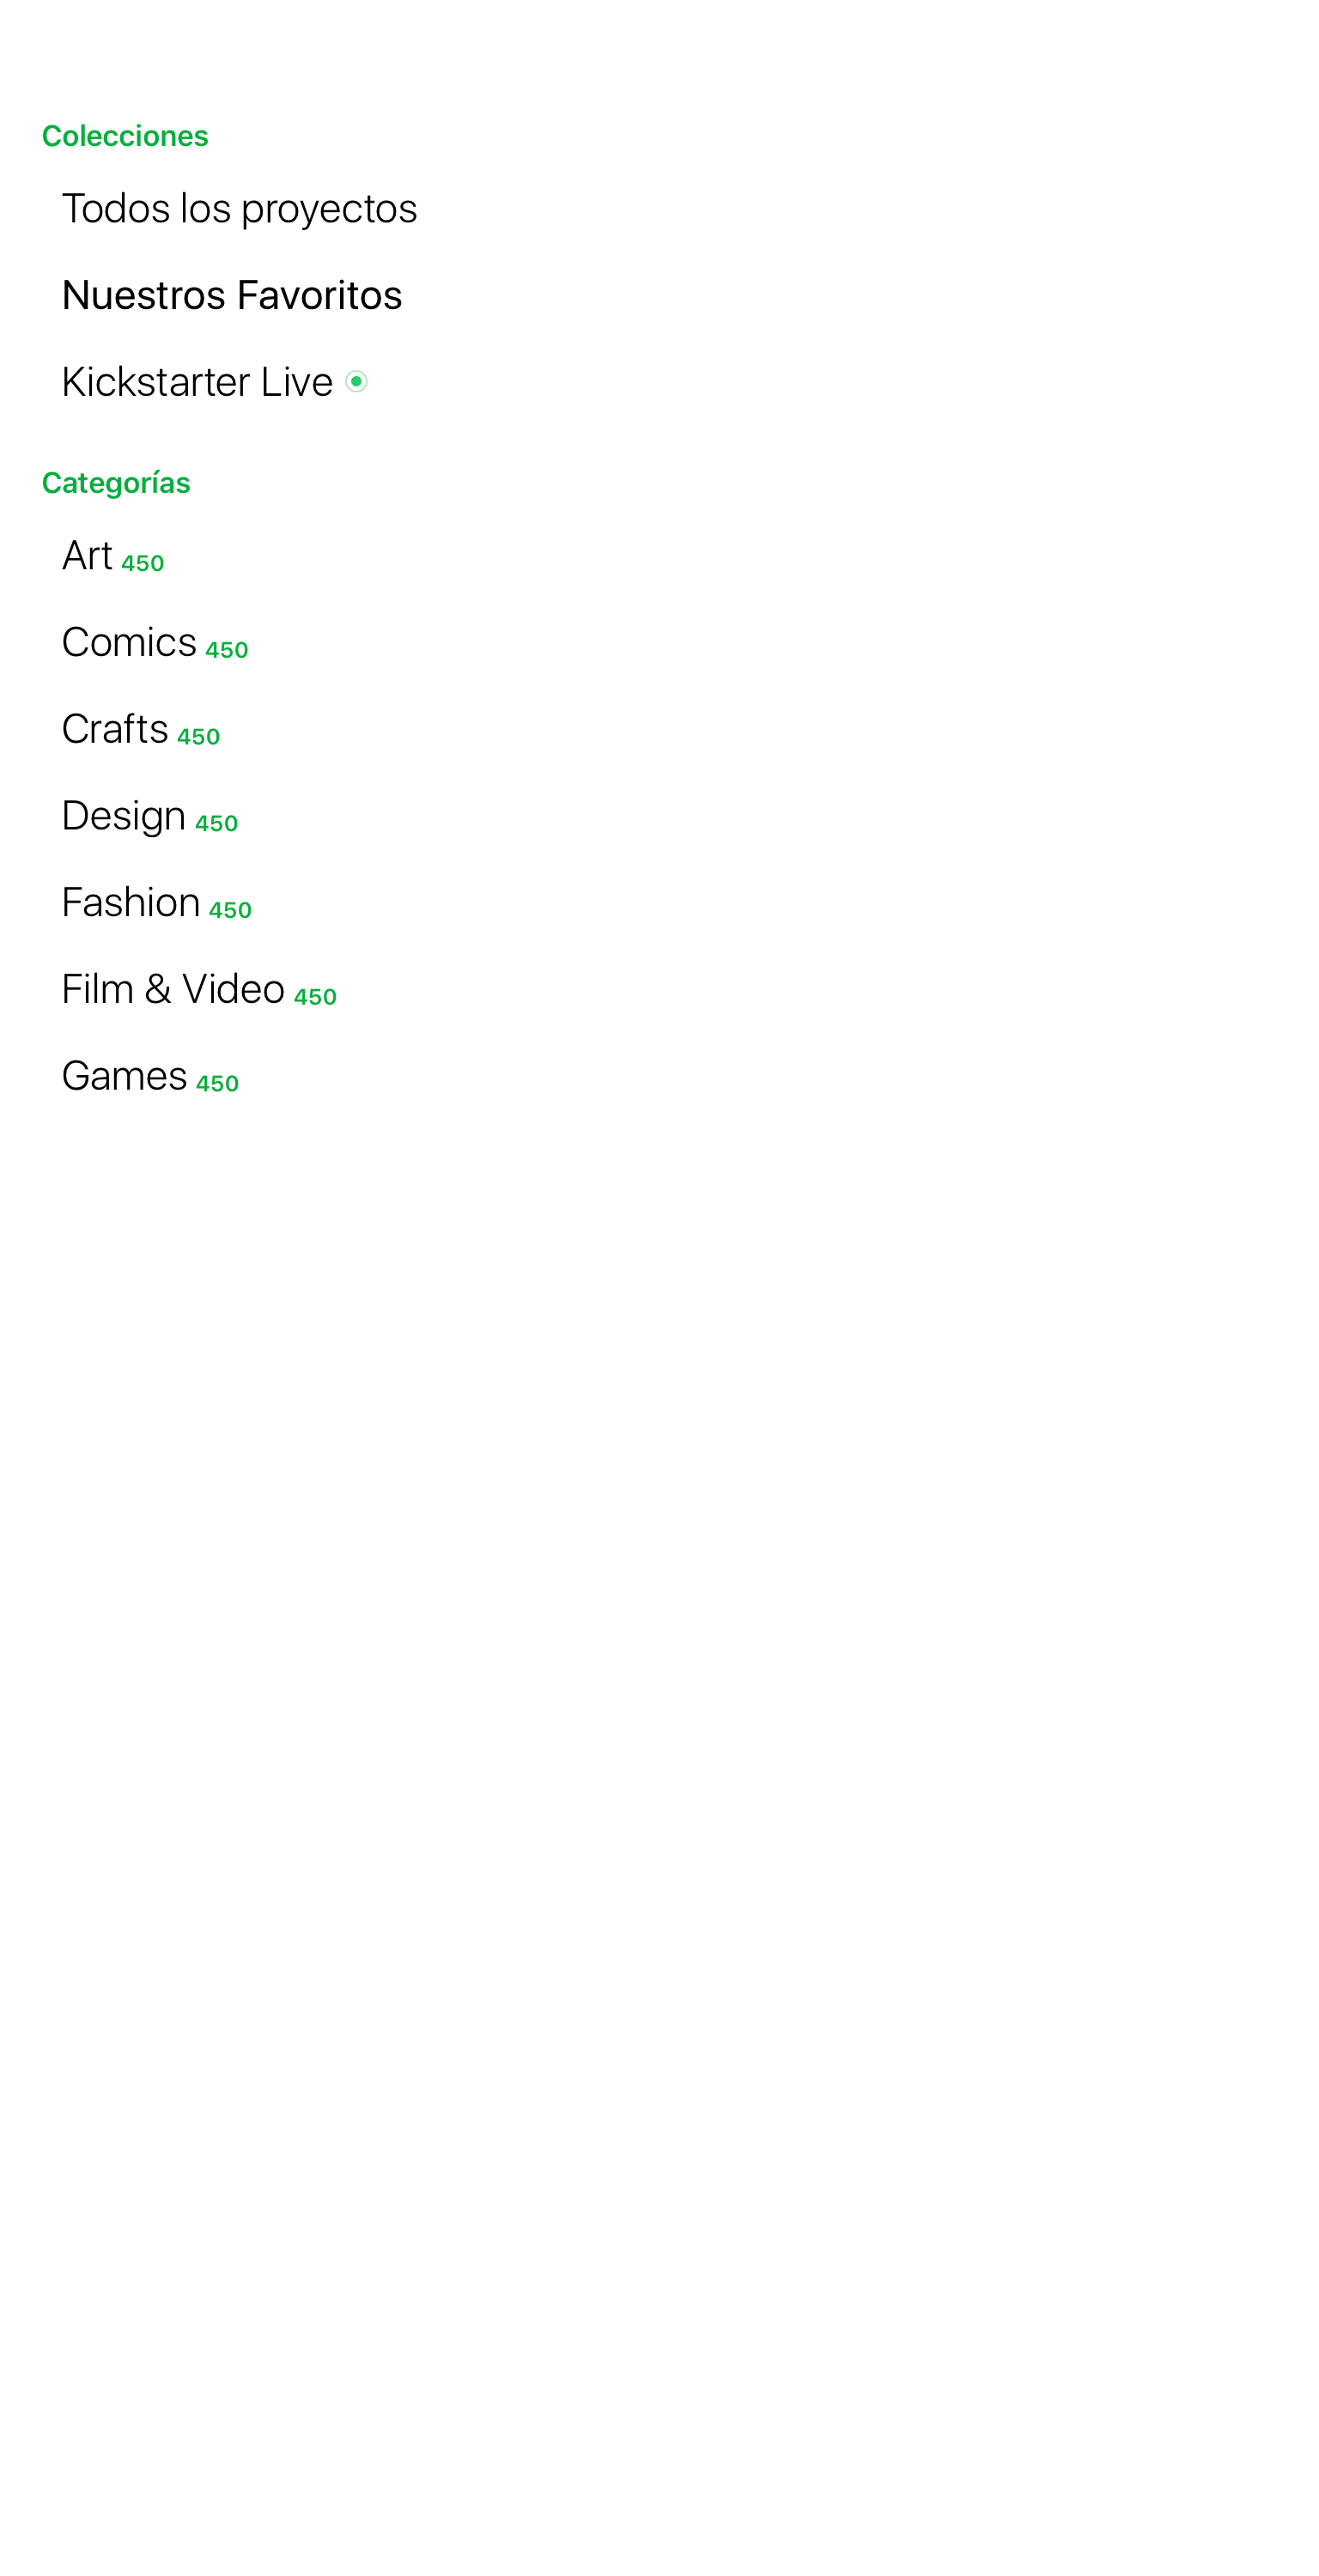 Colecciones
Todos los proyectos
Nuestros Favoritos
Kickstarter Live
Categorías
Art 450
Comics 450
Crafts 450
Design 450
Fashion 450
Film & Video 450
Games 450